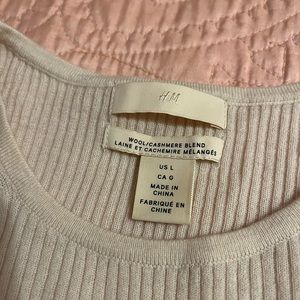 H&M
WOOL/CASHMERE BLEND
LAINE ET CACHEMIRE MÉLANGÉS
US L
CA G
MADE IN
CHINA
FABRIQUÉ EN
CHINE